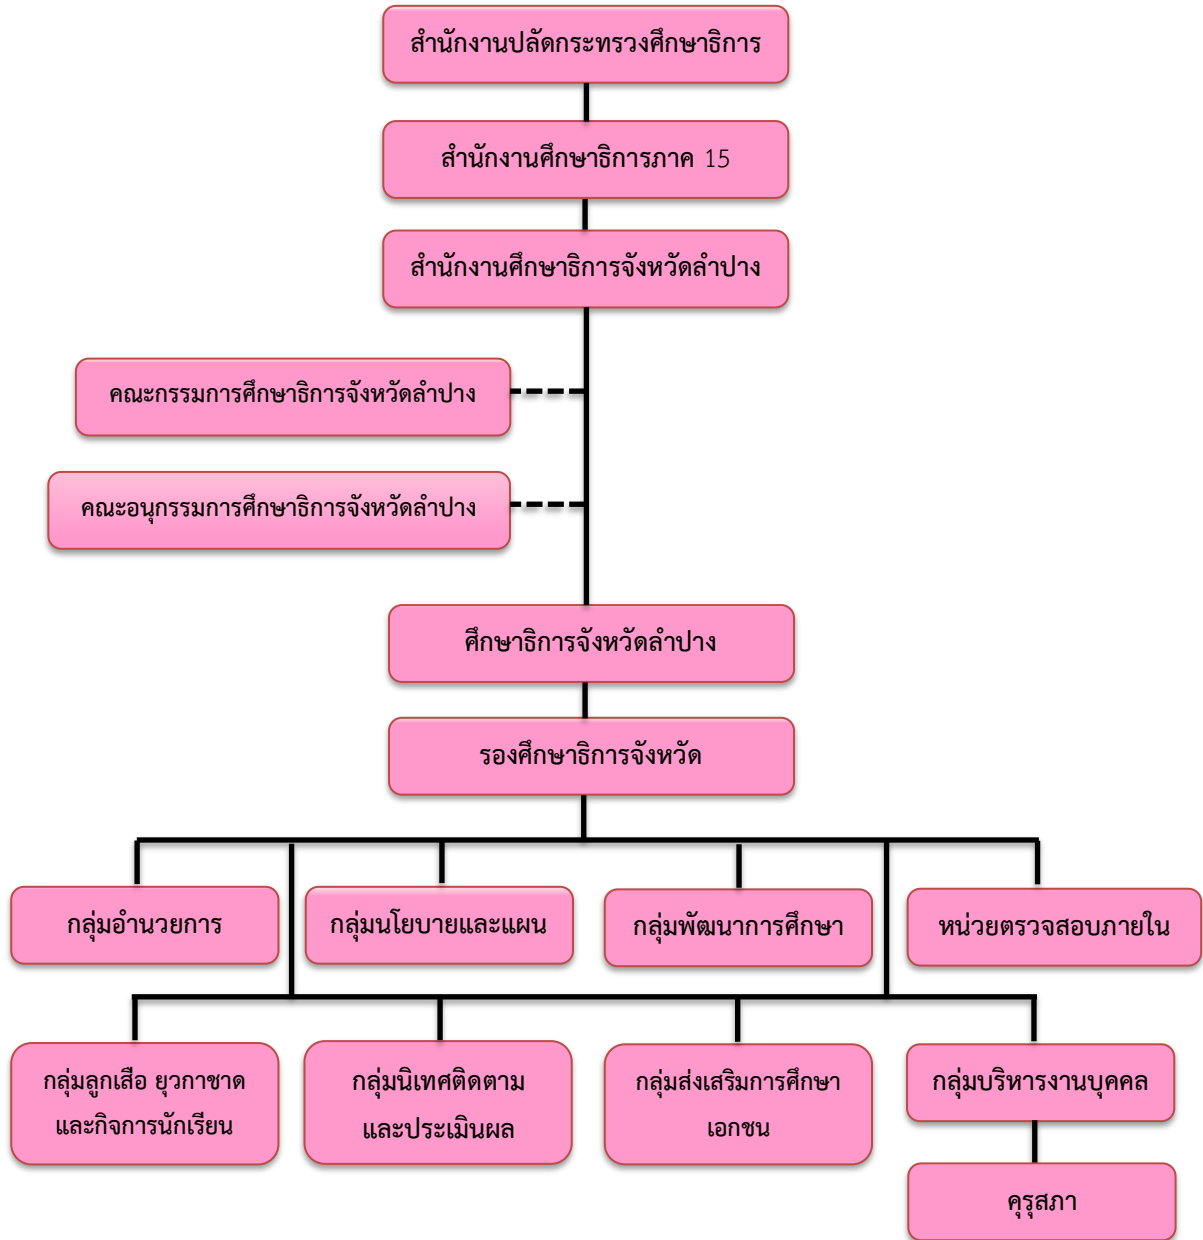 สำนักงานปลัดกระทรวงศึกษาธิการ
สำนักงานศึกษาธิการภาค 15
สำนักงานศึกษาธิการจังหวัดลำปาง
คณะกรรมการศึกษาธิการจังหวัดลำปาง
คณะอนุกรรมการศึกษาธิการจังหวัดลำปาง
ศึกษาธิการจังหวัดลำปาง
รองศึกษาธิการจังหวัด
กลุ่มอำนวยการ
กลุ่มนโยบายและแผน
กลุ่มพัฒนาการศึกษา
หน่วยตรวจสอบภายใน
กลุ่มลูกเสือ ยุวกาชาด
และกิจการนักเรียน
กลุ่มนิเทศติดตาม
และประเมินผล
กลุ่มส่งเสริมการศึกษา
เอกชน
กลุ่มบริหารงานบุคคล
คุรุสภา